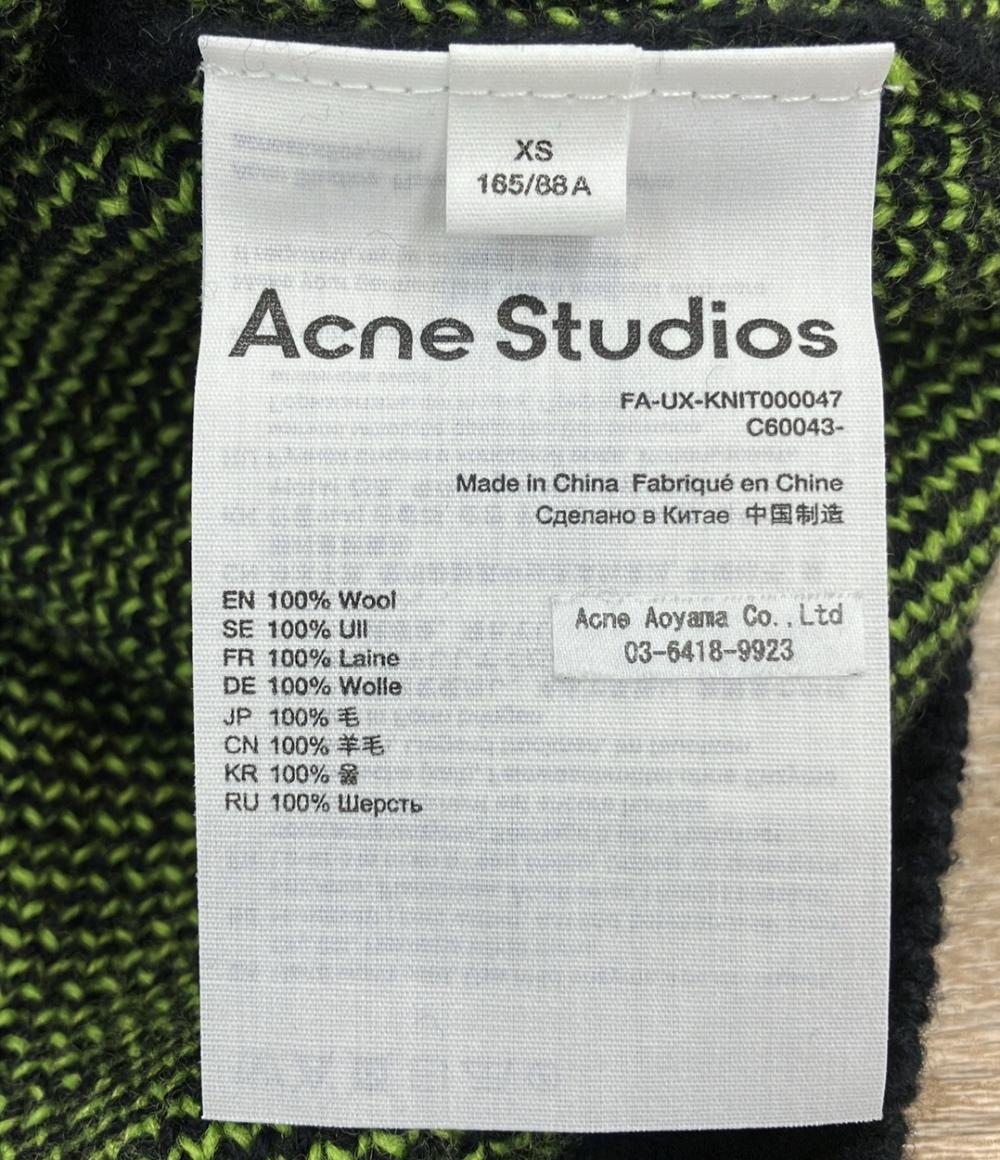 XS
165/88A
Acne Studios
FA-UX-KNIT000047
C60043-
Made in China Fabriqué en Chine
Сделано в Китае 中国制造
EN 100% Wool
SE 100% Ull
FR 100% Laine
DE 100% Wolle
JP 100% 毛
CN 100% 羊毛
KR 100% 울
RU 100% Шерсть
Acne Aoyama Co.,Ltd
03-6418-9923